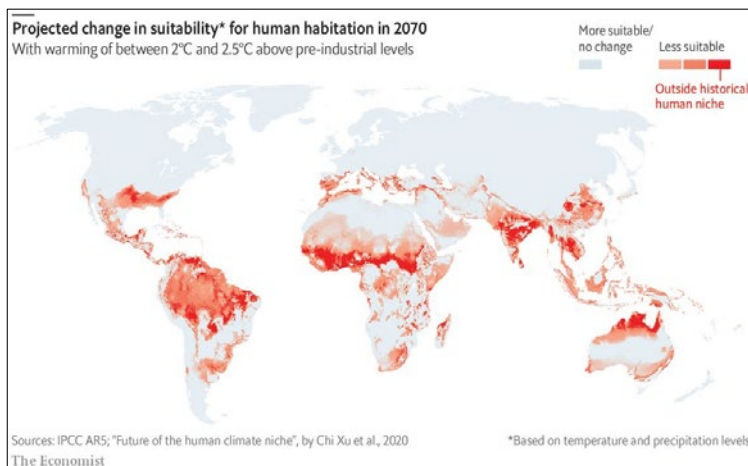 Projected change in suitability* for human habitation in 2070
With warming of between 2°C and 2.5°C above pre-industrial levels
More suitable/
no change
Less suitable
Outside historical
human niche
Sources: IPCC AR5; "Future of the human climate niche", by Chi Xu et al., 2020
*Based on temperature and precipitation levels
The Economist